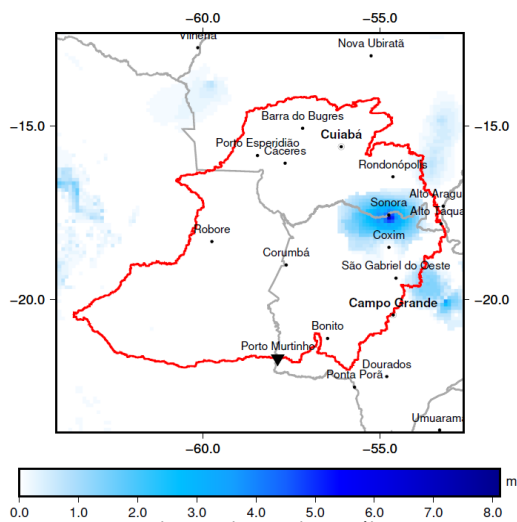 −60.0 −55.0
Vilhena
Nova Ubiratã
−15.0 −15.0
Barra do Bugres
Cuiabá
Porto Esperidião
Cáceres
Rondonópolis
Alto Aragu
Sonora
Alto Taqua
Robore
Coxim
Corumbá
São Gabriel do Oeste
−20.0 −20.0
Campo Grande
Bonito
Porto Murtinho
Dourados
Ponta Porã
Umuarama
−60.0 −55.0
m
0.0 1.0 2.0 3.0 4.0 5.0 6.0 7.0 8.0